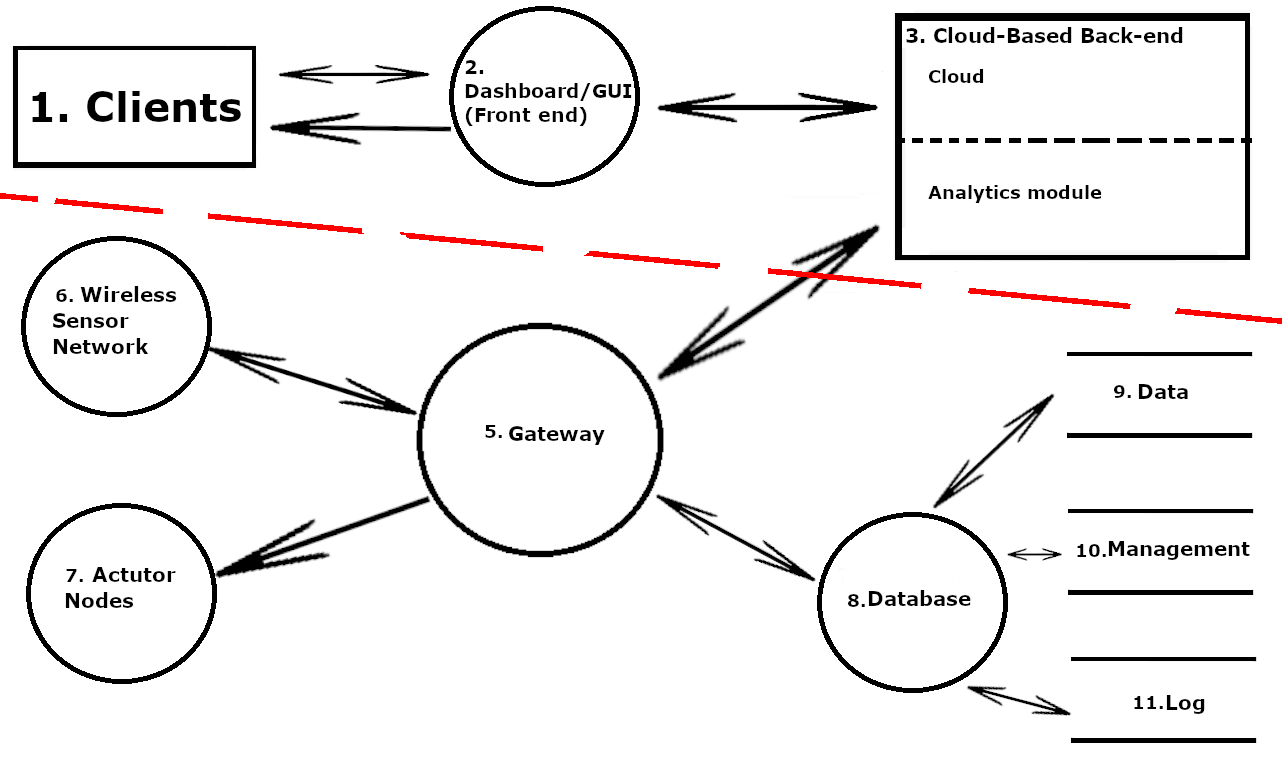 1. Clients
2.
Dashboard/GUI
(Front end)
3. Cloud-Based Back-end
Cloud
Analytics module
6. Wireless
Sensor
Network
5. Gateway
7. Actutor
Nodes
8.Database
9. Data
10.Management
11.Log